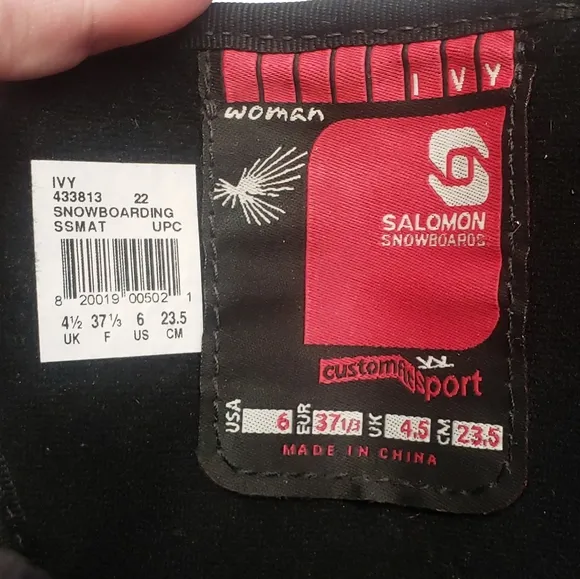 IVY
433813 22
SNOWBOARDING
SSMAT UPC
8 20019 00502 1
4½ 37⅓ 6 23.5
UK F US CM
IVY
woman
SALOMON
SNOWBOARDS
customfit sport
USA 6 EUR 37 1/3 UK 4.5 CM 23.5
MADE IN CHINA